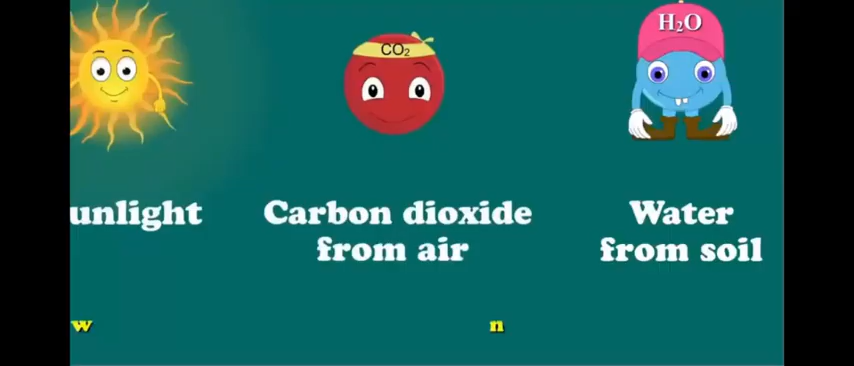 CO₂
H₂O
unlight
Carbon dioxide
from air
Water
from soil
w
n